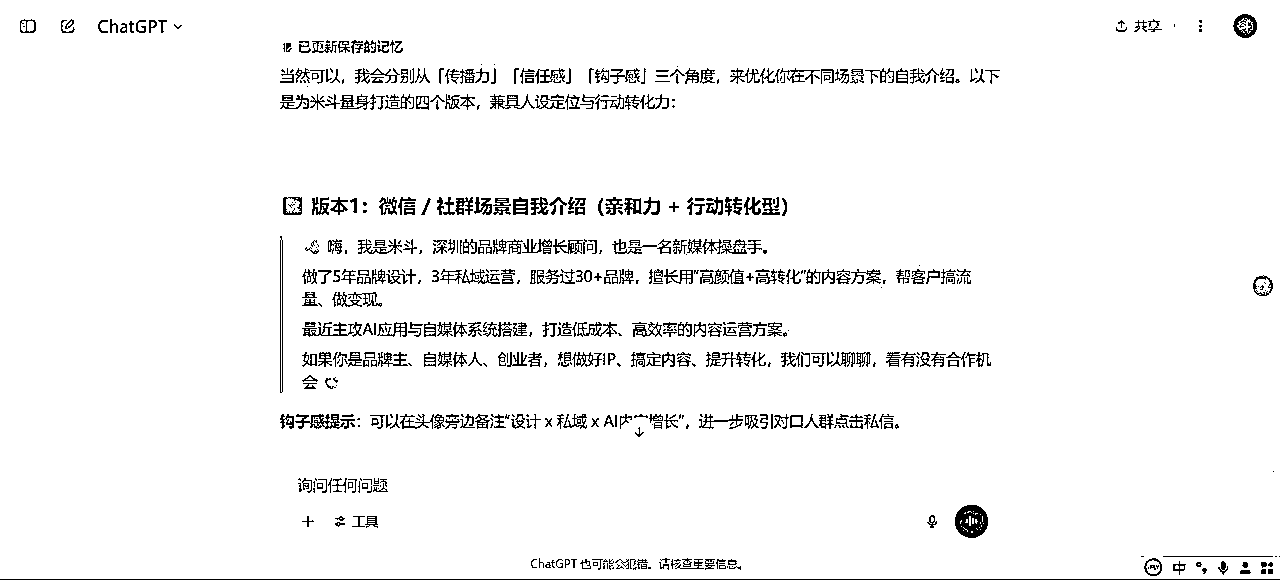 ChatGPT
共享
已更新保存的记忆
当然可以，我会分别从「传播力」「信任感」「钩子感」三个角度，来优化你在不同场景下的自我介绍。以下
是为米斗量身打造的四个版本，兼具人设定位与行动转化力：
版本1：微信 / 社群场景自我介绍（亲和力 + 行动转化型）
嗨，我是米斗，深圳的品牌商业增长顾问，也是一名新媒体操盘手。
做了5年品牌设计，3年私域运营，服务过30+品牌，擅长用“高颜值+高转化”的内容方案，帮客户搞流
量、做变现。
最近主攻AI应用与自媒体系统搭建，打造低成本、高效率的内容运营方案。
如果你是品牌主、自媒体人、创业者，想做好IP、搞定内容、提升转化，我们可以聊聊，看有没有合作机
会
钩子感提示：可以在头像旁边备注“设计 x 私域 x AI内容增长”，进一步吸引对口人群点击私信。
询问任何问题
工具
ChatGPT 也可能会犯错。请核查重要信息。
中